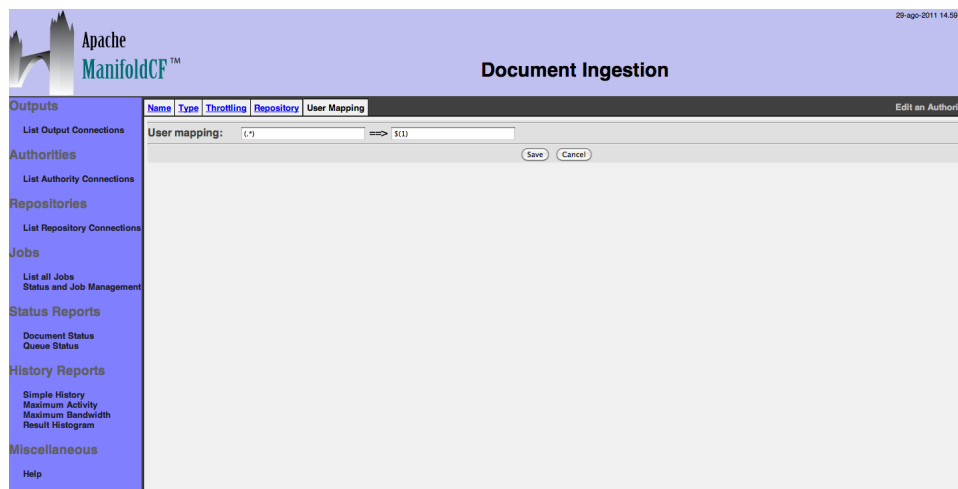 29-ago-2011 14.59
Apache
ManifoldCF™
Document Ingestion
Outputs
List Output Connections
Authorities
List Authority Connections
Repositories
List Repository Connections
Jobs
List all Jobs
Status and Job Management
Status Reports
Document Status
Queue Status
History Reports
Simple History
Maximum Activity
Maximum Bandwidth
Result Histogram
Miscellaneous
Help
Name Type Throttling Repository User Mapping
Edit an Authori
User mapping: (.*) ==> $(1)
Save Cancel